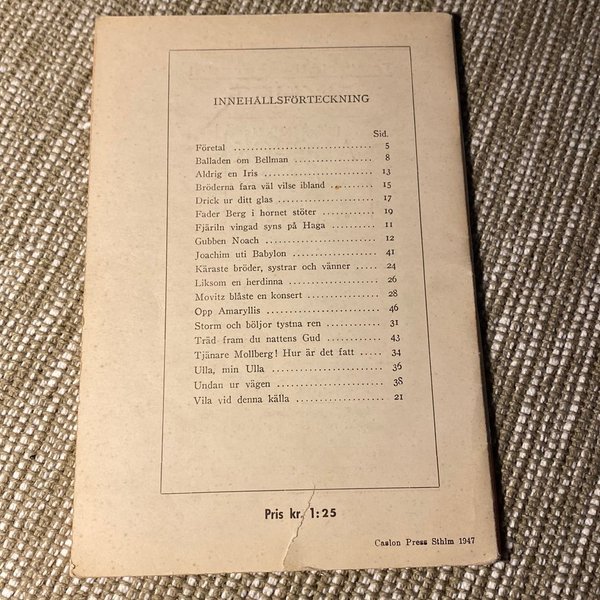 INNEHÅLLSFÖRTECKNING
Sid.
Företal ............................ 5
Balladen om Bellman ................ 8
Aldrig en Iris ..................... 13
Bröderna fara väl vilse ibland ......... 15
Drick ur ditt glas .................. 17
Fader Berg i hornet stöter ........... 19
Fjäriln vingad syns på Haga .......... 11
Gubben Noach ...................... 12
Joachim uti Babylon ................. 41
Käraste bröder, systrar och vänner ..... 24
Liksom en herdinna .................. 26
Movitz blåste en konsert .............. 28
Opp Amaryllis ...................... 46
Storm och böljor tystna ren ........... 31
Träd fram du nattens Gud ............ 43
Tjänare Mollberg! Hur är det fatt ...... 34
Ulla, min Ulla ..................... 36
Undan ur vägen .................... 38
Vila vid denna källa ................ 21
Pris kr. 1:25
Caslon Press Sthlm 1947